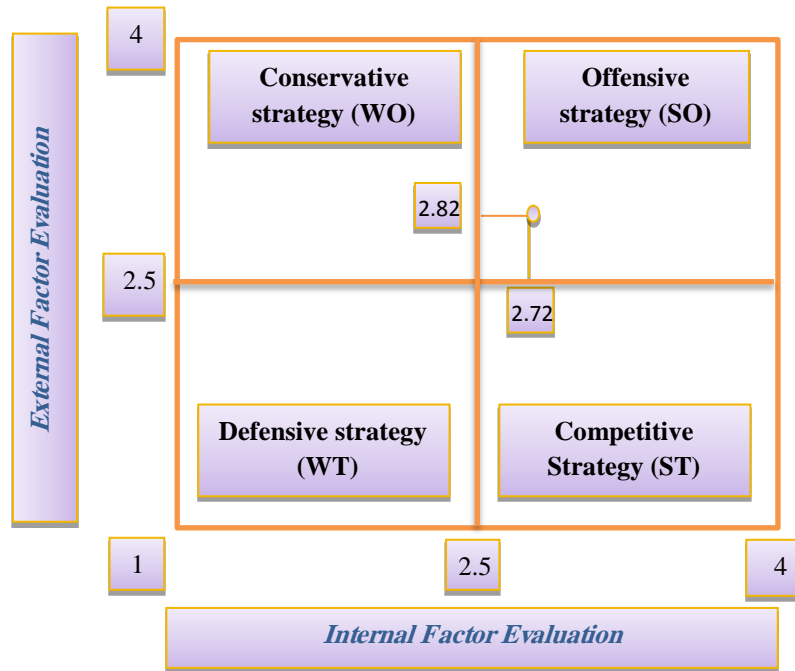 4
Conservative
strategy (WO)
Offensive
strategy (SO)
2.82
External Factor Evaluation
2.5
2.72
Defensive strategy
(WT)
Competitive
Strategy (ST)
1
2.5
4
Internal Factor Evaluation